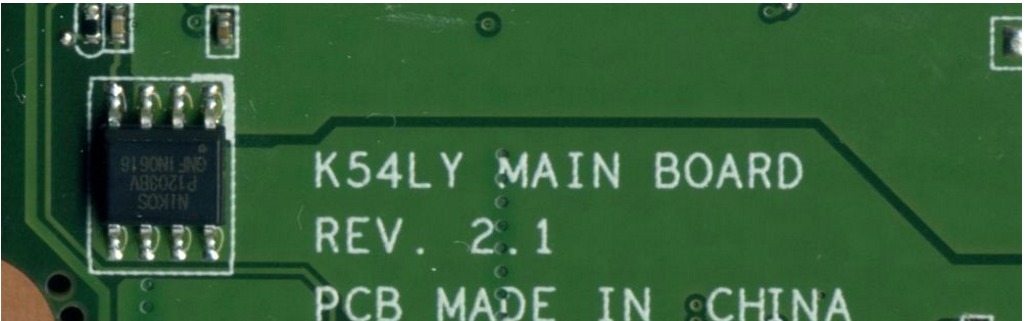 K54LY MAIN BOARD
REV. 2.1
PCB MADE IN CHINA
NIKOS
P1203BV
GNF1N0616